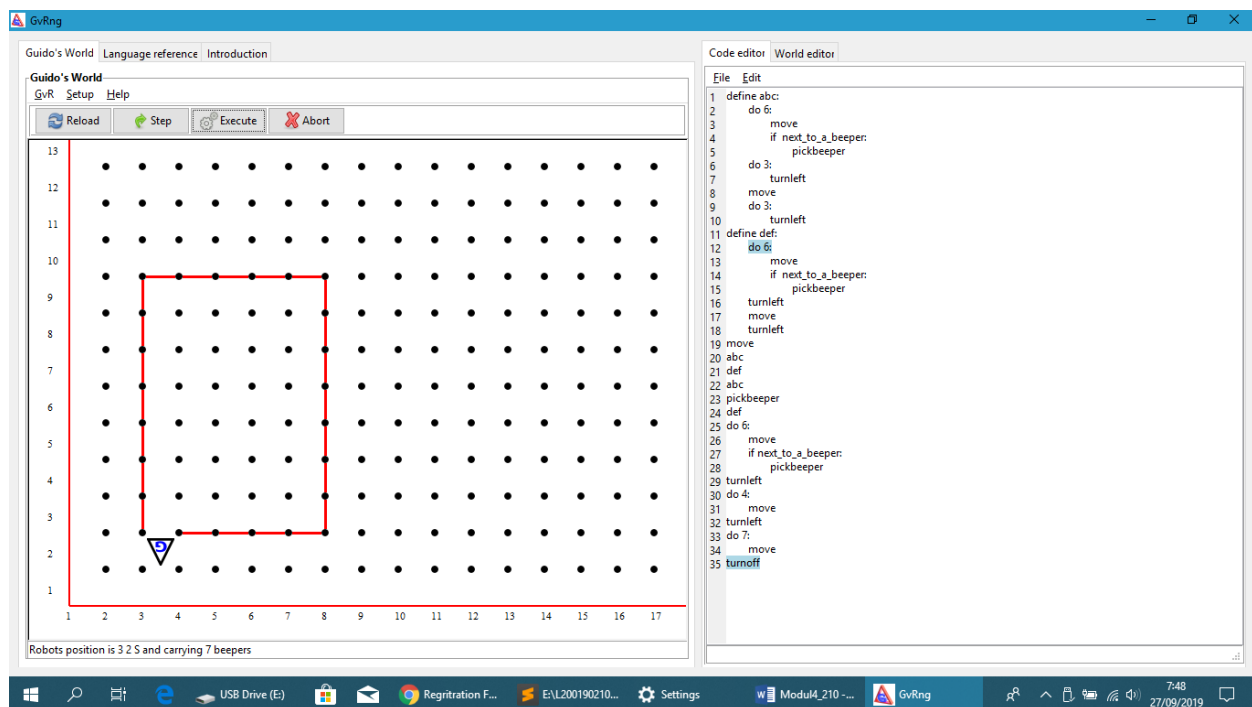 GvRng
Guido's World Language reference Introduction
Guido's World
GvR Setup Help
Reload Step Execute Abort
13
12
11
10
9
8
7
6
5
4
3
2
1
1 2 3 4 5 6 7 8 9 10 11 12 13 14 15 16 17
G
Robots position is 3 2 S and carrying 7 beepers
Code editor World editor
File Edit
1 define abc:
2 do 6:
3 move
4 if next_to_a_beeper:
5 pickbeeper
6 do 3:
7 turnleft
8 move
9 do 3:
10 turnleft
11 define def:
12 do 6:
13 move
14 if next_to_a_beeper:
15 pickbeeper
16 turnleft
17 move
18 turnleft
19 move
20 abc
21 def
22 abc
23 pickbeeper
24 def
25 do 6:
26 move
27 if next_to_a_beeper:
28 pickbeeper
29 turnleft
30 do 4:
31 move
32 turnleft
33 do 7:
34 move
35 turnoff
USB Drive (E:) Regritration F... E:\L200190210... Settings Modul4_210 -... GvRng
7:48
27/09/2019